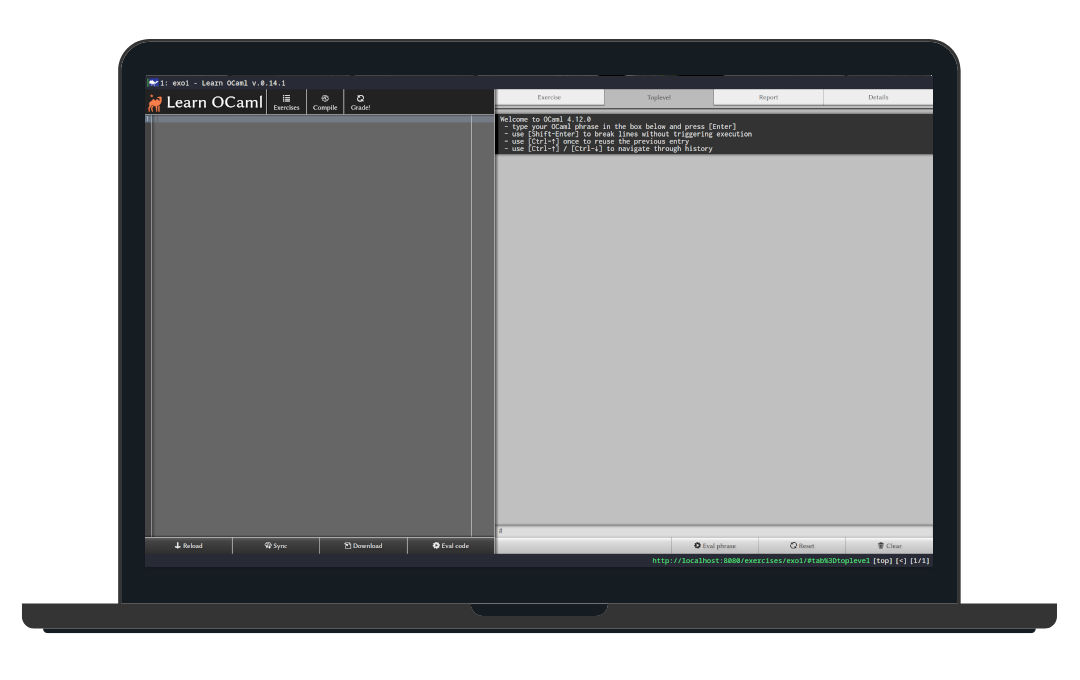 1: exo1 - Learn OCaml v.0.14.1
Learn OCaml
Exercises
Compile
Grade!
Exercise
Toplevel
Report
Details
1
Welcome to OCaml 4.12.0
- type your OCaml phrase in the box below and press [Enter]
- use [Shift-Enter] to break lines without triggering execution
- use [Ctrl-↑] once to reuse the previous entry
- use [Ctrl-↑] / [Ctrl-↓] to navigate through history
#
Reload
Sync
Download
Eval code
Eval phrase
Reset
Clear
http://localhost:8080/exercises/exo1/#tab%3Dtoplevel [top] [<] [1/1]